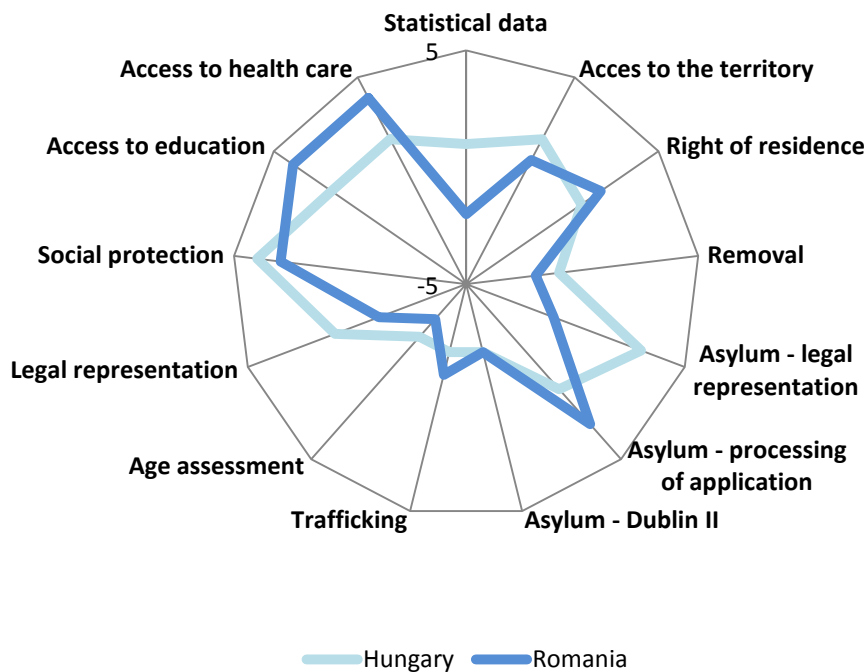 Statistical data
5
Access to health care
Acces to the territory
Access to education
Right of residence
Social protection
Removal
-5
Legal representation
Asylum - legal
representation
Age assessment
Asylum - processing
of application
Trafficking
Asylum - Dublin II
Hungary
Romania